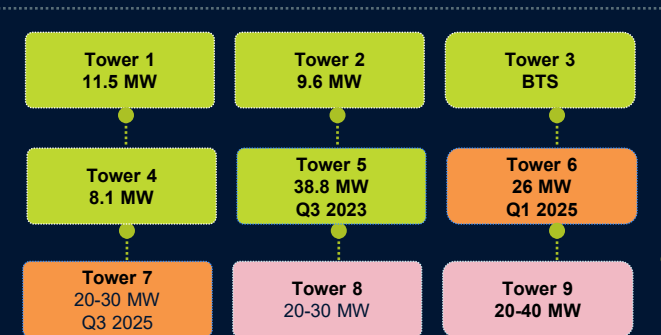 Tower 1
11.5 MW
Tower 2
9.6 MW
Tower 3
BTS
Tower 4
8.1 MW
Tower 5
38.8 MW
Q3 2023
Tower 6
26 MW
Q1 2025
Tower 7
20-30 MW
Q3 2025
Tower 8
20-30 MW
Tower 9
20-40 MW